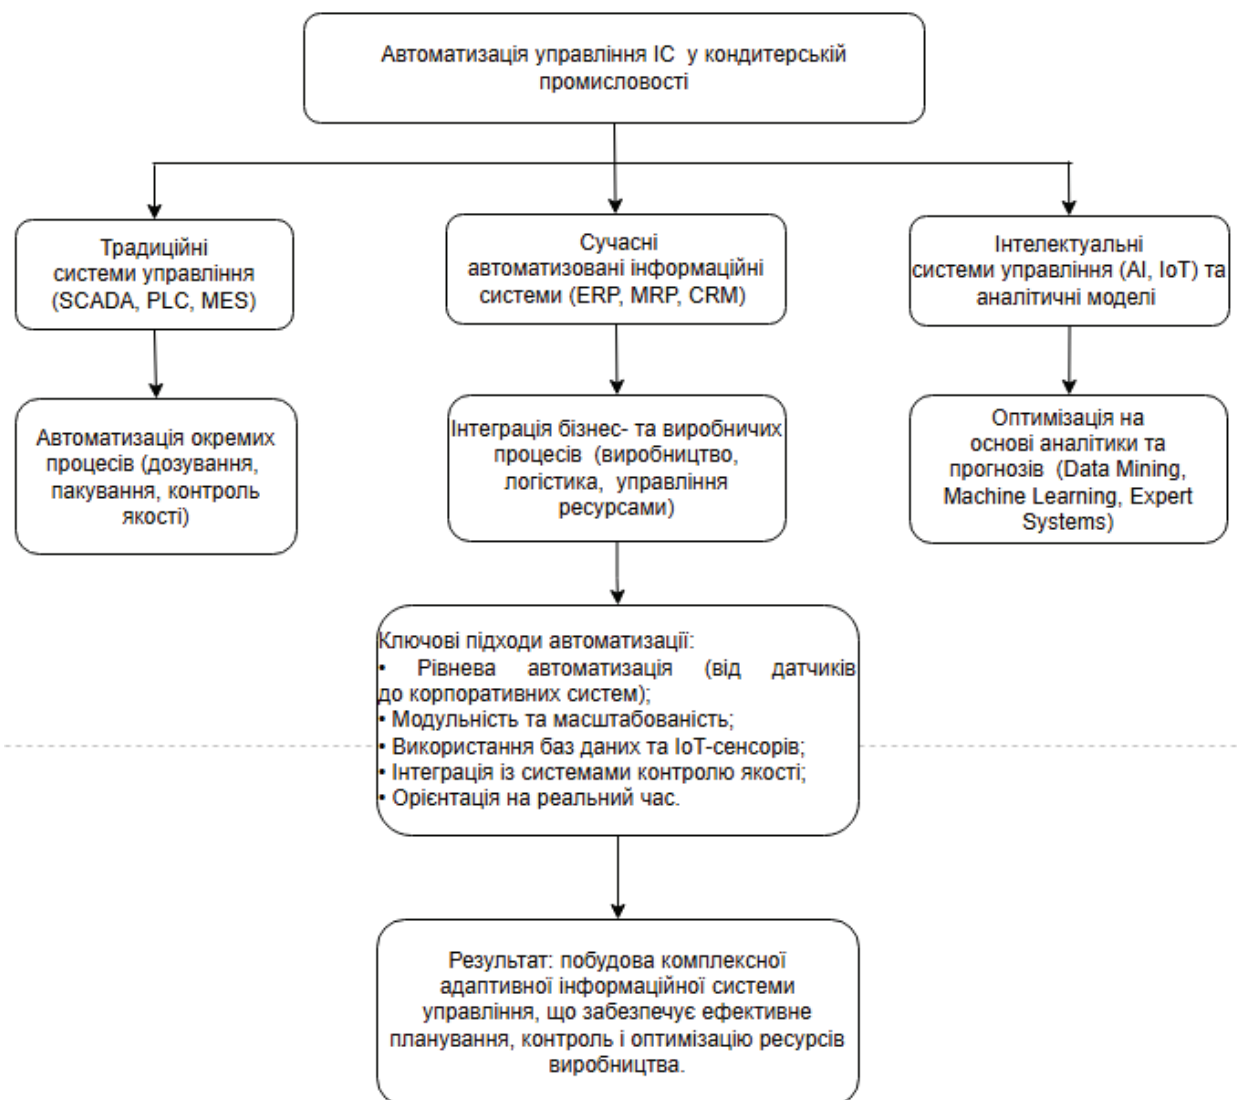 Автоматизація управління ІС у кондитерській
промисловості
Традиційні
системи управління
(SCADA, PLC, MES)
Сучасні
автоматизовані інформаційні
системи (ERP, MRP, CRM)
Інтелектуальні
системи управління (AI, IoT) та
аналітичні моделі
Автоматизація окремих
процесів (дозування,
пакування, контроль
якості)
Інтеграція бізнес- та виробничих
процесів (виробництво,
логістика, управління
ресурсами)
Оптимізація на
основі аналітики та
прогнозів (Data Mining,
Machine Learning, Expert
Systems)
Ключові підходи автоматизації:
• Рівнева автоматизація (від датчиків
до корпоративних систем);
• Модульність та масштабованість;
• Використання баз даних та IoT-сенсорів;
• Інтеграція із системами контролю якості;
• Орієнтація на реальний час.
Результат: побудова комплексної
адаптивної інформаційної системи
управління, що забезпечує ефективне
планування, контроль і оптимізацію ресурсів
виробництва.